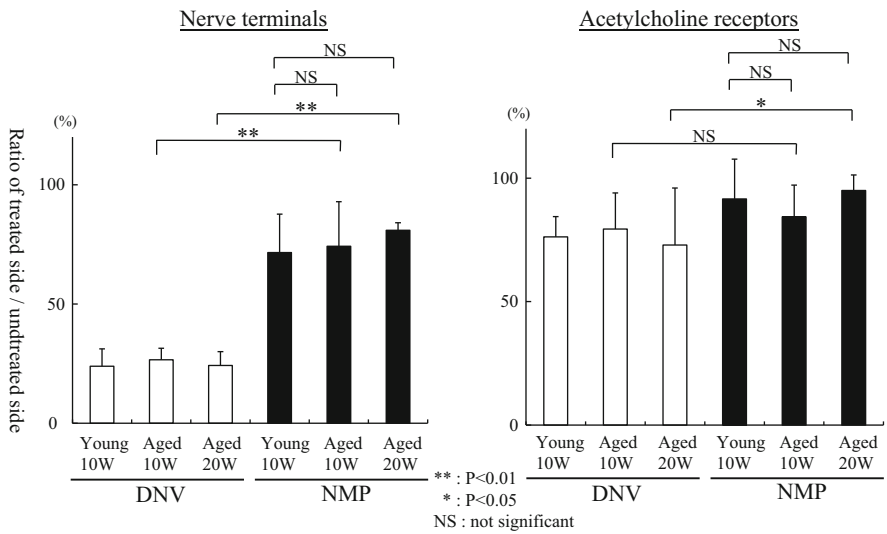 Nerve terminals
NS
NS
**
**
(%)
100
50
0
Ratio of treated side / undtreated side
Young 10W
Aged 10W
Aged 20W
Young 10W
Aged 10W
Aged 20W
DNV
NMP
Acetylcholine receptors
NS
NS
*
NS
(%)
100
50
0
Young 10W
Aged 10W
Aged 20W
Young 10W
Aged 10W
Aged 20W
DNV
NMP
** : P<0.01
* : P<0.05
NS : not significant